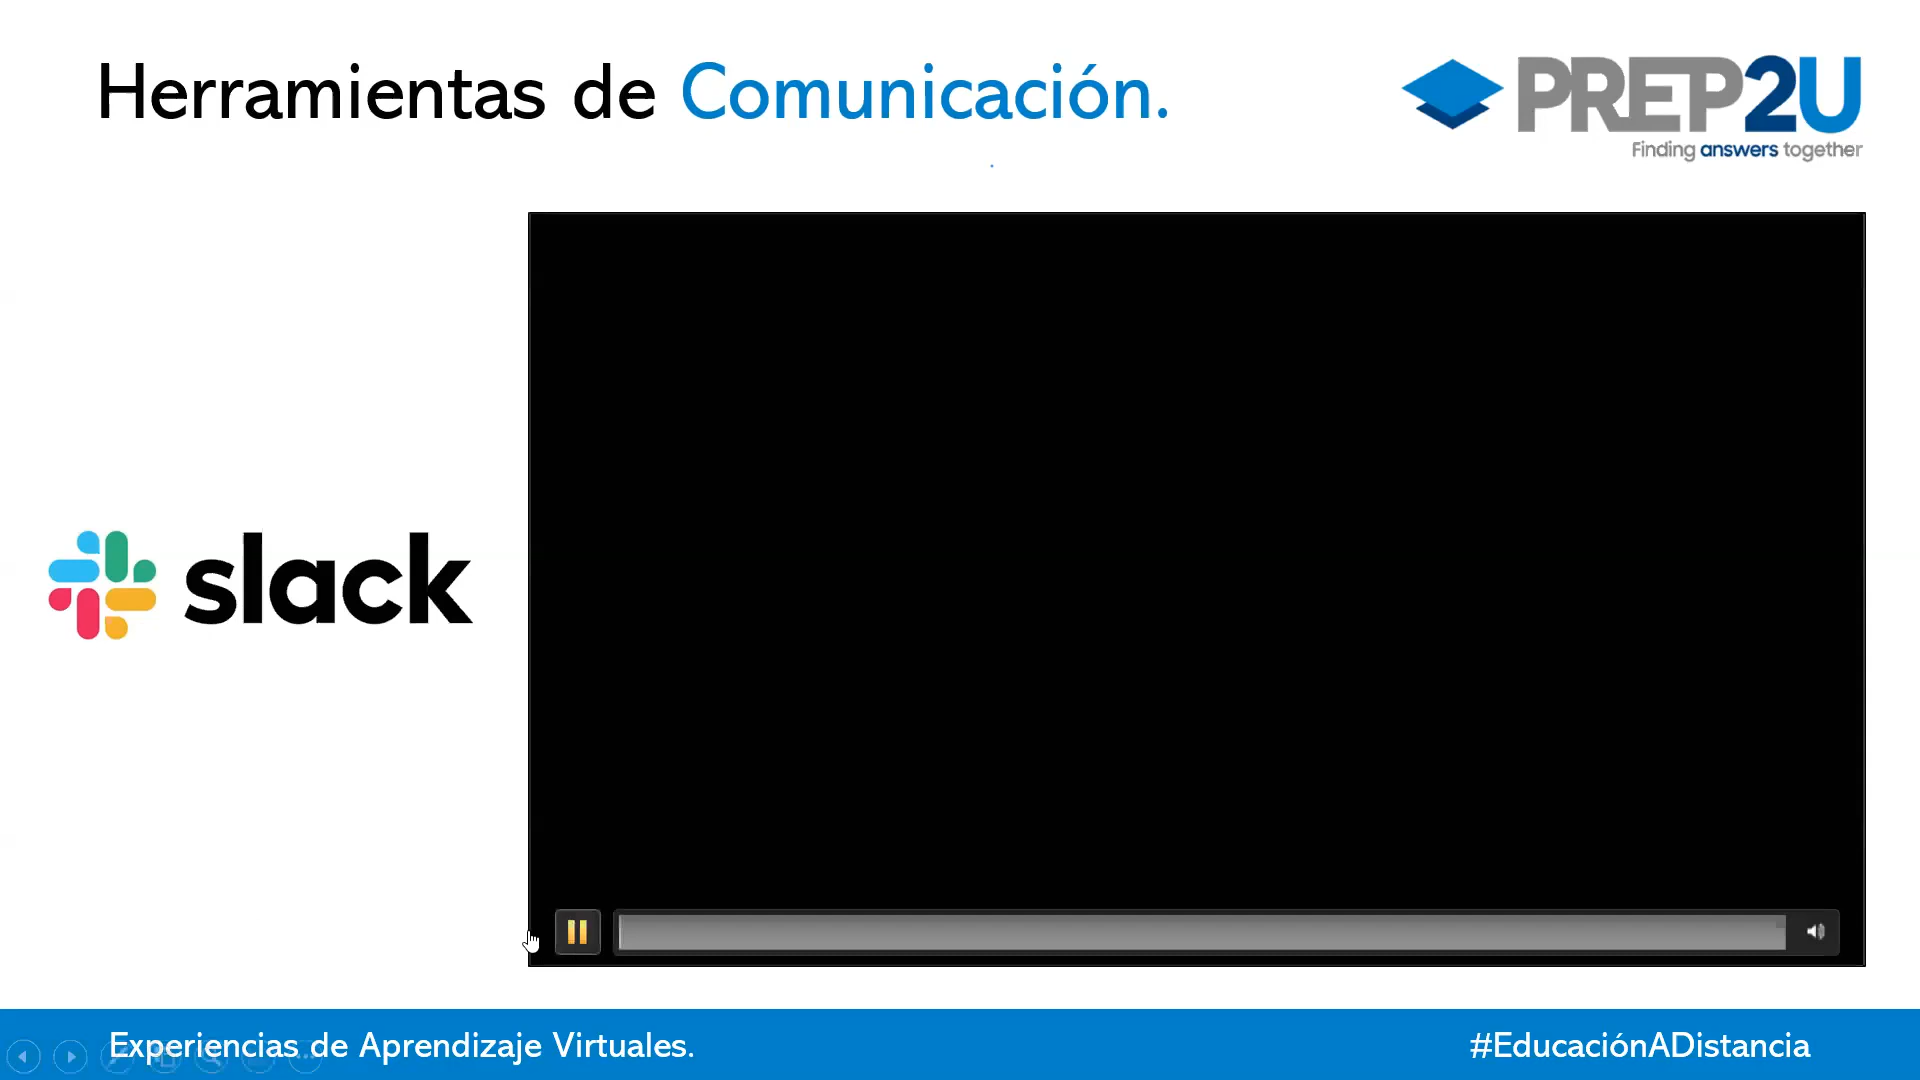 Herramientas de Comunicación.
PREP2U
Finding answers together
slack
Experiencias de Aprendizaje Virtuales.
#EducaciónADistancia